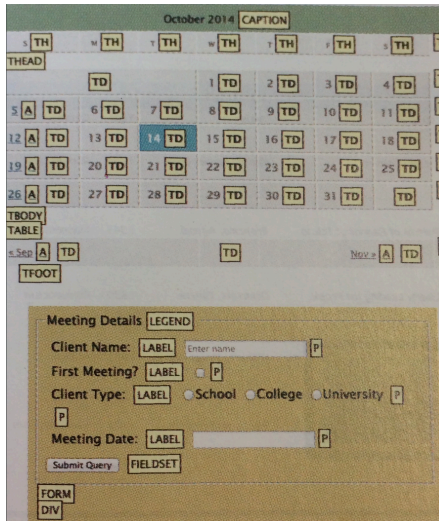 October 2014 CAPTION
S TH M TH T TH W TH T TH F TH S TH
THEAD
TD 1 TD 2 TD 3 TD 4 TD
5 A TD 6 TD 7 TD 8 TD 9 TD 10 TD 11 TD
12 A TD 13 TD 14 TD 15 TD 16 TD 17 TD 18 TD
19 A TD 20 TD 21 TD 22 TD 23 TD 24 TD 25 TD
26 A TD 27 TD 28 TD 29 TD 30 TD 31 TD TD
TBODY
TABLE
« Sep A TD TD Nov » A TD
TFOOT
Meeting Details LEGEND
Client Name: LABEL Enter name P
First Meeting? LABEL P
Client Type: LABEL School College University P
P
Meeting Date: LABEL P
Submit Query FIELDSET
FORM
DIV